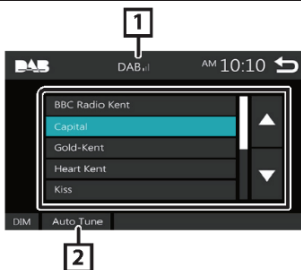 1
DAB DAB AM 10:10
BBC Radio Kent
Capital
Gold-Kent
Heart Kent
Kiss
DIM Auto Tune
2